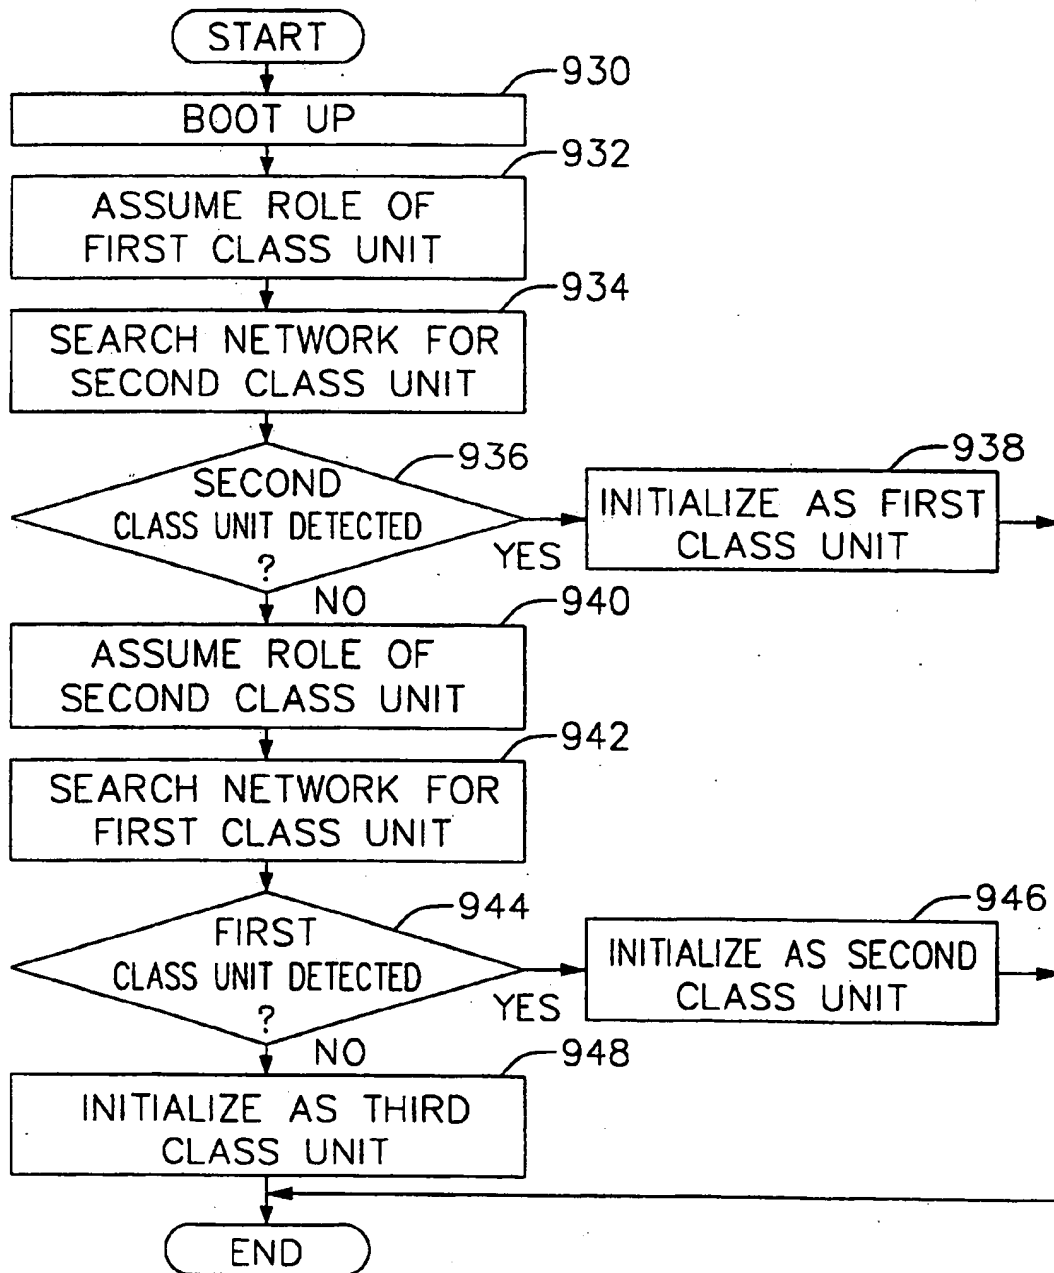 START
930
BOOT UP
932
ASSUME ROLE OF
FIRST CLASS UNIT
934
SEARCH NETWORK FOR
SECOND CLASS UNIT
936
SECOND
CLASS UNIT DETECTED
?
YES
NO
938
INITIALIZE AS FIRST
CLASS UNIT
940
ASSUME ROLE OF
SECOND CLASS UNIT
942
SEARCH NETWORK FOR
FIRST CLASS UNIT
944
FIRST
CLASS UNIT DETECTED
?
YES
NO
946
INITIALIZE AS SECOND
CLASS UNIT
948
INITIALIZE AS THIRD
CLASS UNIT
END